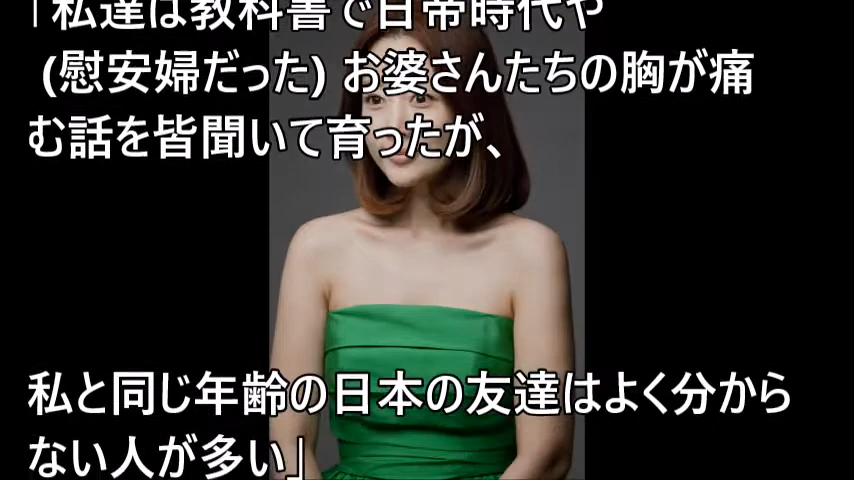 「私達は教科書で日帝時代や
(慰安婦だった) お婆さんたちの胸が痛
む話を皆聞いて育ったが、
私と同じ年齢の日本の友達はよく分から
ない人が多い」